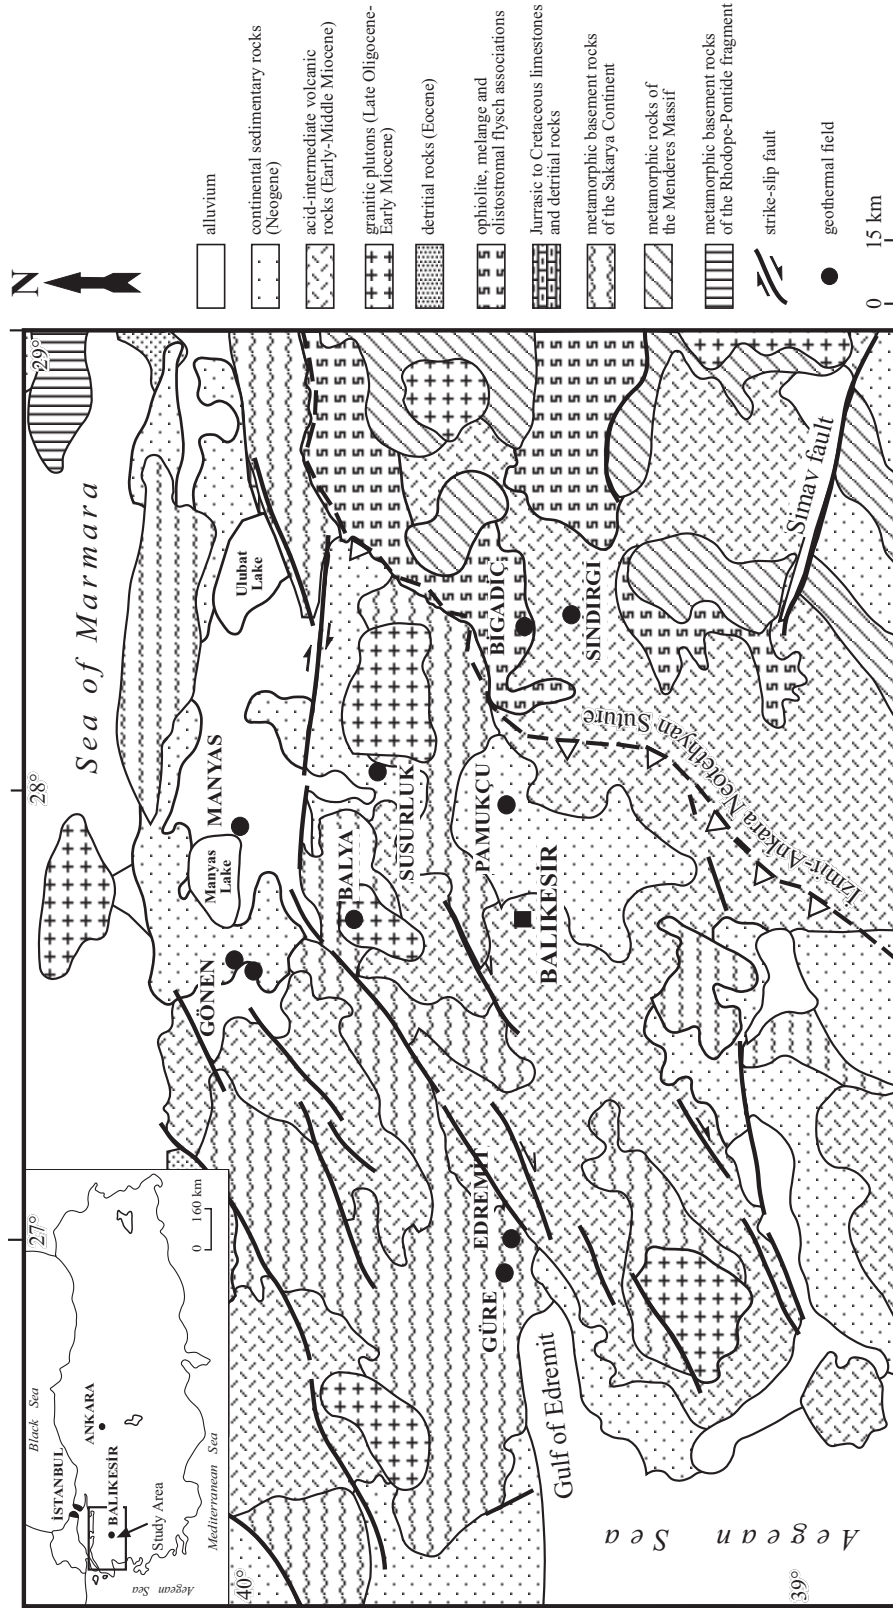 N
alluvium
continental sedimentary rocks
(Neogene)
acid-intermediate volcanic
rocks (Early-Middle Miocene)
granitic plutons (Late Oligocene-
Early Miocene)
detritial rocks (Eocene)
ophiolite, melange and
olistostromal flysch associations
Jurrasic to Cretaceous limestones
and detrital rocks
metamorphic basement rocks
of the Sakarya Continent
metamorphic rocks of
the Menderes Massif
metamorphic basement rocks
of the Rhodope-Pontide fragment
strike-slip fault
geothermal field
0 15 km
27°
28°
29°
40°
39°
Black Sea
İSTANBUL
ANKARA
BALIKESİR
Study Area
Aegean Sea
Mediterranean Sea
0 160 km
Sea of Marmara
Manyas
Lake
MANYAS
Ulubat
Lake
GÖNEN
BALYA
SUSURLUK
PAMUKÇU
BALIKESİR
BİGADİÇ
SINDIRGI
EDREMİT
GÜRE
Gulf of Edremit
Aegean Sea
İzmir-Ankara Neotethyan Suture
Simav fault